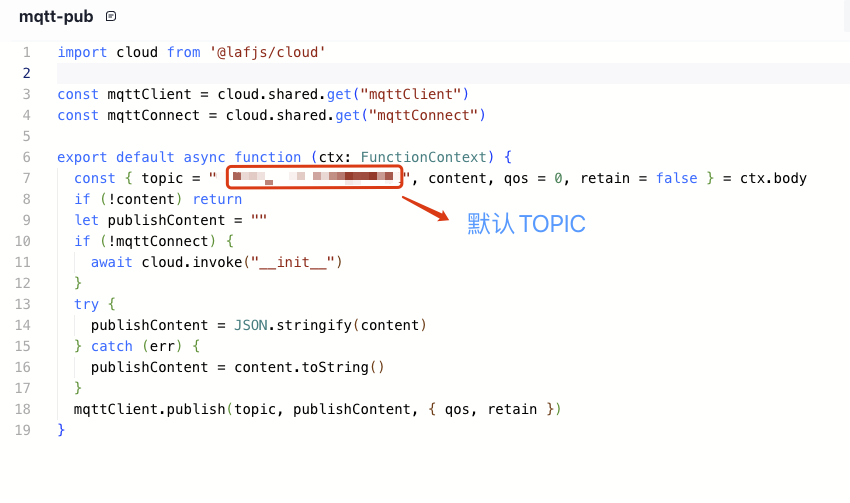 mqtt-pub
1 import cloud from '@lafjs/cloud'
2
3 const mqttClient = cloud.shared.get("mqttClient")
4 const mqttConnect = cloud.shared.get("mqttConnect")
5
6 export default async function (ctx: FunctionContext) {
7 const { topic = "", content, qos = 0, retain = false } = ctx.body
8 if (!content) return
9 let publishContent = ""
默认 TOPIC
10 if (!mqttConnect) {
11 await cloud.invoke("__init__")
12 }
13 try {
14 publishContent = JSON.stringify(content)
15 } catch (err) {
16 publishContent = content.toString()
17 }
18 mqttClient.publish(topic, publishContent, { qos, retain })
19 }